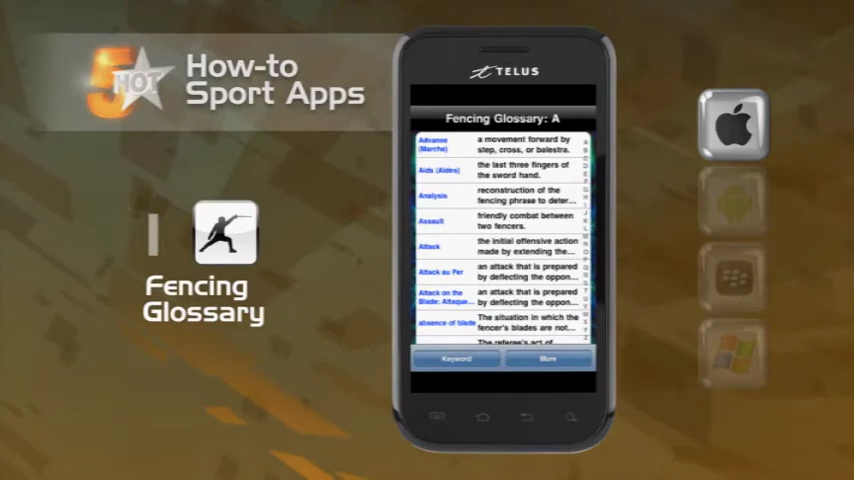 5 HOT
How-to
Sport Apps
TELUS
Fencing Glossary: A
Advance
(Marche)
a movement forward by
step, cross, or balestra.
Aids (Aides)
the last three fingers of
the sword hand.
Analysis
reconstruction of the
fencing phrase to deter...
Assault
friendly combat between
two fencers.
Attack
the initial offensive action
made by extending the...
Attack au Fer
an attack that is prepared
by deflecting the oppon...
Attack on the
Blade: Attaque...
an attack that is prepared
by deflecting the oppon...
absence of blade
The situation in which the
fencer's blades are not...
The referee's act of
Keyword
More
1
Fencing
Glossary